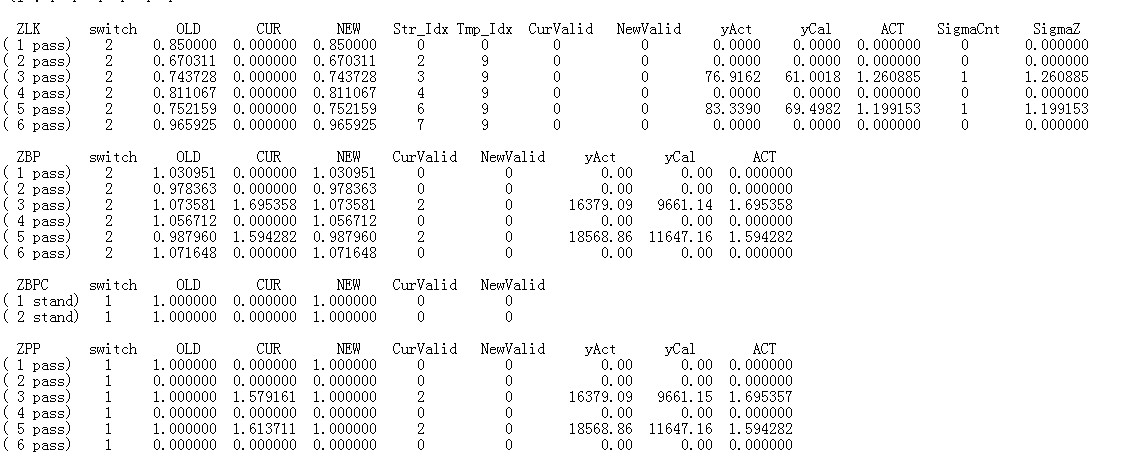 ZLK switch OLD CUR NEW Str_Idx Tmp_Idx CurValid NewValid yAct yCal ACT SigmaCnt SigmaZ
( 1 pass) 2 0.850000 0.000000 0.850000 0 0 0 0 0.0000 0.0000 0.000000 0 0.000000
( 2 pass) 2 0.670311 0.000000 0.670311 2 9 0 0 0.0000 0.0000 0.000000 0 0.000000
( 3 pass) 2 0.743728 0.000000 0.743728 3 9 0 0 76.9162 61.0018 1.260885 1 1.260885
( 4 pass) 2 0.811067 0.000000 0.811067 4 9 0 0 0.0000 0.0000 0.000000 0 0.000000
( 5 pass) 2 0.752159 0.000000 0.752159 6 9 0 0 83.3390 69.4982 1.199153 1 1.199153
( 6 pass) 2 0.965925 0.000000 0.965925 7 9 0 0 0.0000 0.0000 0.000000 0 0.000000
ZBP switch OLD CUR NEW CurValid NewValid yAct yCal ACT
( 1 pass) 2 1.030951 0.000000 1.030951 0 0 0.00 0.00 0.000000
( 2 pass) 2 0.978363 0.000000 0.978363 0 0 0.00 0.00 0.000000
( 3 pass) 2 1.073581 1.695358 1.073581 2 0 16379.09 9661.14 1.695358
( 4 pass) 2 1.056712 0.000000 1.056712 0 0 0.00 0.00 0.000000
( 5 pass) 2 0.987960 1.594282 0.987960 2 0 18568.86 11647.16 1.594282
( 6 pass) 2 1.071648 0.000000 1.071648 0 0 0.00 0.00 0.000000
ZBPC switch OLD CUR NEW CurValid NewValid
( 1 stand) 1 1.000000 0.000000 1.000000 0 0
( 2 stand) 1 1.000000 0.000000 1.000000 0 0
ZPP switch OLD CUR NEW CurValid NewValid yAct yCal ACT
( 1 pass) 1 1.000000 0.000000 1.000000 0 0 0.00 0.00 0.000000
( 2 pass) 1 0.000000 0.000000 0.000000 0 0 0.00 0.00 0.000000
( 3 pass) 1 1.000000 1.579161 1.000000 2 0 16379.09 9661.15 1.695357
( 4 pass) 1 0.000000 0.000000 0.000000 0 0 0.00 0.00 0.000000
( 5 pass) 1 1.000000 1.613711 1.000000 2 0 18568.86 11647.16 1.594282
( 6 pass) 1 0.000000 0.000000 0.000000 0 0 0.00 0.00 0.000000